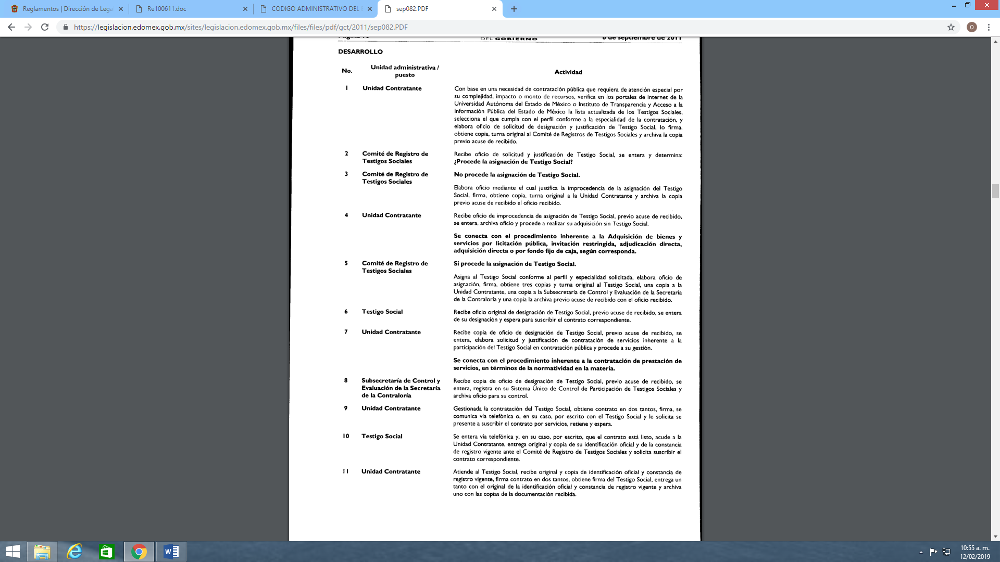 Reglamentos | Dirección de Lega
Re100611.doc
CODIGO ADMINISTRATIVO DEL
sep082.PDF
https://legislacion.edomex.gob.mx/sites/legislacion.edomex.gob.mx/files/files/pdf/gct/2011/sep082.PDF
O
DEL GOBIERNO
6 de septiembre de 2011
DESARROLLO
No.
Unidad administrativa /
puesto
Actividad
1
Unidad Contratante
Con base en una necesidad de contratación pública que requiera de atención especial por
su complejidad, impacto o monto de recursos, verifica en los portales de internet de la
Universidad Autónoma del Estado de México o Instituto de Transparencia y Acceso a la
Información Pública del Estado de México la lista actualizada de los Testigos Sociales,
selecciona el que cumpla con el perfil conforme a la especialidad de la contratación, y
elabora oficio de solicitud de designación y justificación de Testigo Social, lo firma,
obtiene copia, turna original al Comité de Registros de Testigos Sociales y archiva la copia
previo acuse de recibido.
2
Comité de Registro de
Testigos Sociales
Recibe oficio de solicitud y justificación de Testigo Social, se entera y determina:
¿Procede la asignación de Testigo Social?
3
Comité de Registro de
Testigos Sociales
No procede la asignación de Testigo Social.
Elabora oficio mediante el cual justifica la improcedencia de la asignación del Testigo
Social, firma, obtiene copia, turna original a la Unidad Contratante y archiva la copia
previo acuse de recibido el oficio recibido.
4
Unidad Contratante
Recibe oficio de improcedencia de asignación de Testigo Social, previo acuse de recibido,
se entera, archiva oficio y procede a realizar su adquisición sin Testigo Social.
Se conecta con el procedimiento inherente a la Adquisición de bienes y
servicios por licitación pública, invitación restringida, adjudicación directa,
adquisición directa o por fondo fijo de caja, según corresponda.
5
Comité de Registro de
Testigos Sociales
Si procede la asignación de Testigo Social.
Asigna al Testigo Social conforme al perfil y especialidad solicitada, elabora oficio de
asignación, firma, obtiene tres copias y turna original al Testigo Social, una copia a la
Unidad Contratante, una copia a la Subsecretaría de Control y Evaluación de la Secretaría
de la Contraloría y una copia la archiva previo acuse de recibido con el oficio recibido.
6
Testigo Social
Recibe oficio original de designación de Testigo Social, previo acuse de recibido, se entera
de su designación y espera para suscribir el contrato correspondiente.
7
Unidad Contratante
Recibe copia de oficio de designación de Testigo Social, previo acuse de recibido, se
entera, elabora solicitud y justificación de contratación de servicios inherente a la
participación del Testigo Social en contratación pública y procede a su gestión.
Se conecta con el procedimiento inherente a la contratación de prestación de
servicios, en términos de la normatividad en la materia.
8
Subsecretaría de Control y
Evaluación de la Secretaría
de la Contraloría
Recibe copia de oficio de designación de Testigo Social, previo acuse de recibido, se
entera, registra en su Sistema Único de Control de Participación de Testigos Sociales y
archiva oficio para su control.
9
Unidad Contratante
Gestionada la contratación del Testigo Social, obtiene contrato en dos tantos, firma, se
comunica vía telefónica o, en su caso, por escrito con el Testigo Social y le solicita se
presente a suscribir el contrato por servicios, retiene y espera.
10
Testigo Social
Se entera vía telefónica y, en su caso, por escrito, que el contrato está listo, acude a la
Unidad Contratante, entrega original y copia de su identificación oficial y de la constancia
de registro vigente ante el Comité de Registro de Testigos Sociales y solicita suscribir el
contrato correspondiente.
11
Unidad Contratante
Atiende al Testigo Social, recibe original y copia de identificación oficial y constancia de
registro vigente, firma contrato en dos tantos, obtiene firma del Testigo Social, entrega un
tanto con el original de la identificación oficial y constancia de registro vigente y archiva
uno con las copias de la documentación recibida.
10:55 a. m.
12/02/2019